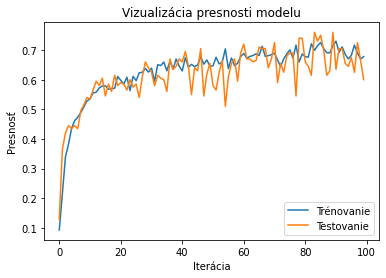 Vizualizácia presnosti modelu
Presnosť
0.7
0.6
0.5
0.4
0.3
0.2
0.1
0 20 40 60 80 100
Iterácia
Trénovanie
Testovanie